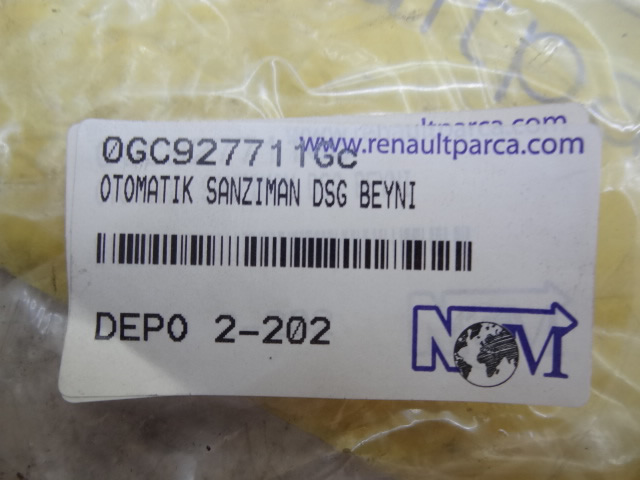 www.renaultparca.com
0GC927711GC
OTOMATIK SANZIMAN DSG BEYNI
DEPO 2-202
NOVI